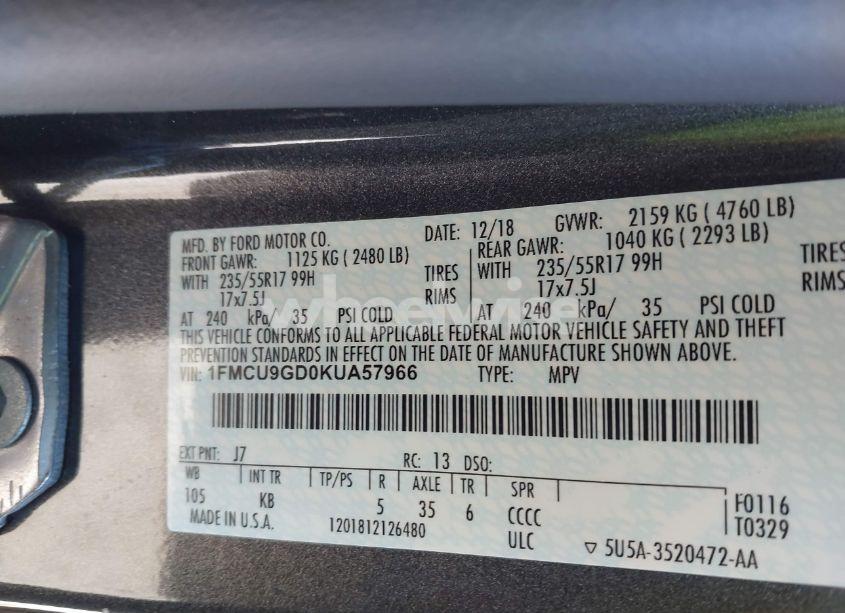 MFD. BY FORD MOTOR CO. DATE: 12/18 GVWR: 2159 KG ( 4760 LB)
FRONT GAWR: 1125 KG ( 2480 LB) REAR GAWR: 1040 KG ( 2293 LB)
WITH 235/55R17 99H TIRES WITH 235/55R17 99H TIRES
17x7.5J RIMS 17x7.5J RIMS
AT 240 kPa/ 35 PSI COLD AT 240 kPa/ 35 PSI COLD
THIS VEHICLE CONFORMS TO ALL APPLICABLE FEDERAL MOTOR VEHICLE SAFETY AND THEFT
PREVENTION STANDARDS IN EFFECT ON THE DATE OF MANUFACTURE SHOWN ABOVE.
VIN: 1FMCU9GD0KUA57966 TYPE: MPV
EXT PNT: J7 RC: 13 DSO:
WB INT TR TP/PS R AXLE TR SPR
105 KB 5 35 6 CCCC F0116
MADE IN U.S.A. 1201812126480 ULC T0329
▽ 5U5A-3520472-AA